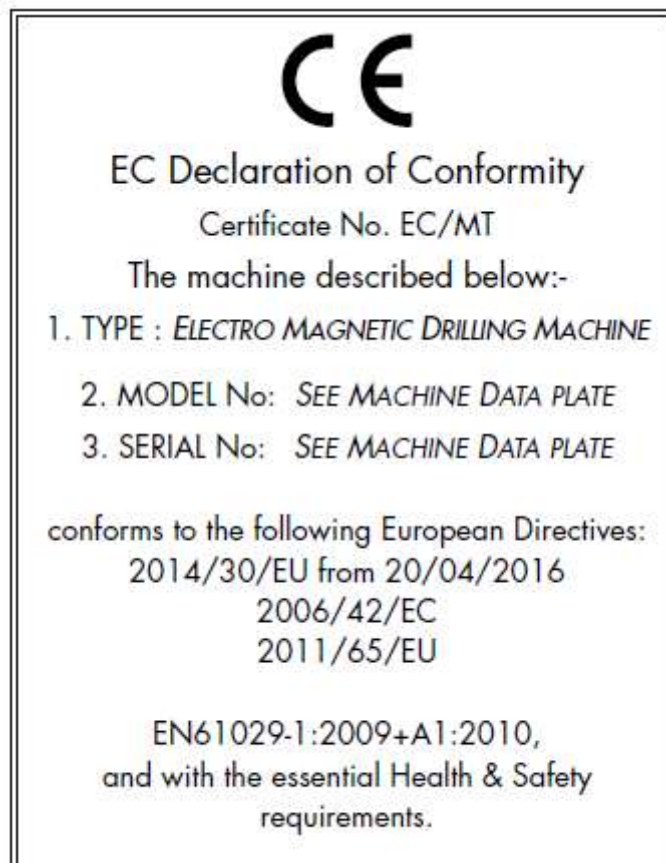 CE
EC Declaration of Conformity
Certificate No. EC/MT
The machine described below:-
1. TYPE : ELECTRO MAGNETIC DRILLING MACHINE
2. MODEL No: SEE MACHINE DATA PLATE
3. SERIAL No: SEE MACHINE DATA PLATE
conforms to the following European Directives:
2014/30/EU from 20/04/2016
2006/42/EC
2011/65/EU
EN61029-1:2009+A1:2010,
and with the essential Health & Safety
requirements.